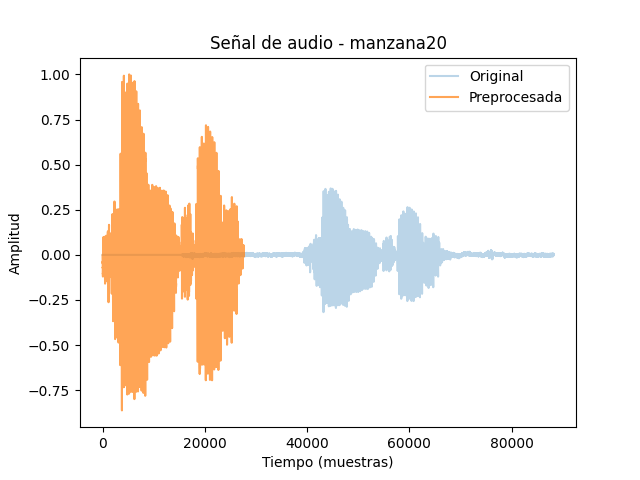 Señal de audio - manzana20
Original
Preprocesada
1.00
0.75
0.50
0.25
0.00
−0.25
−0.50
−0.75
Amplitud
0 20000 40000 60000 80000
Tiempo (muestras)